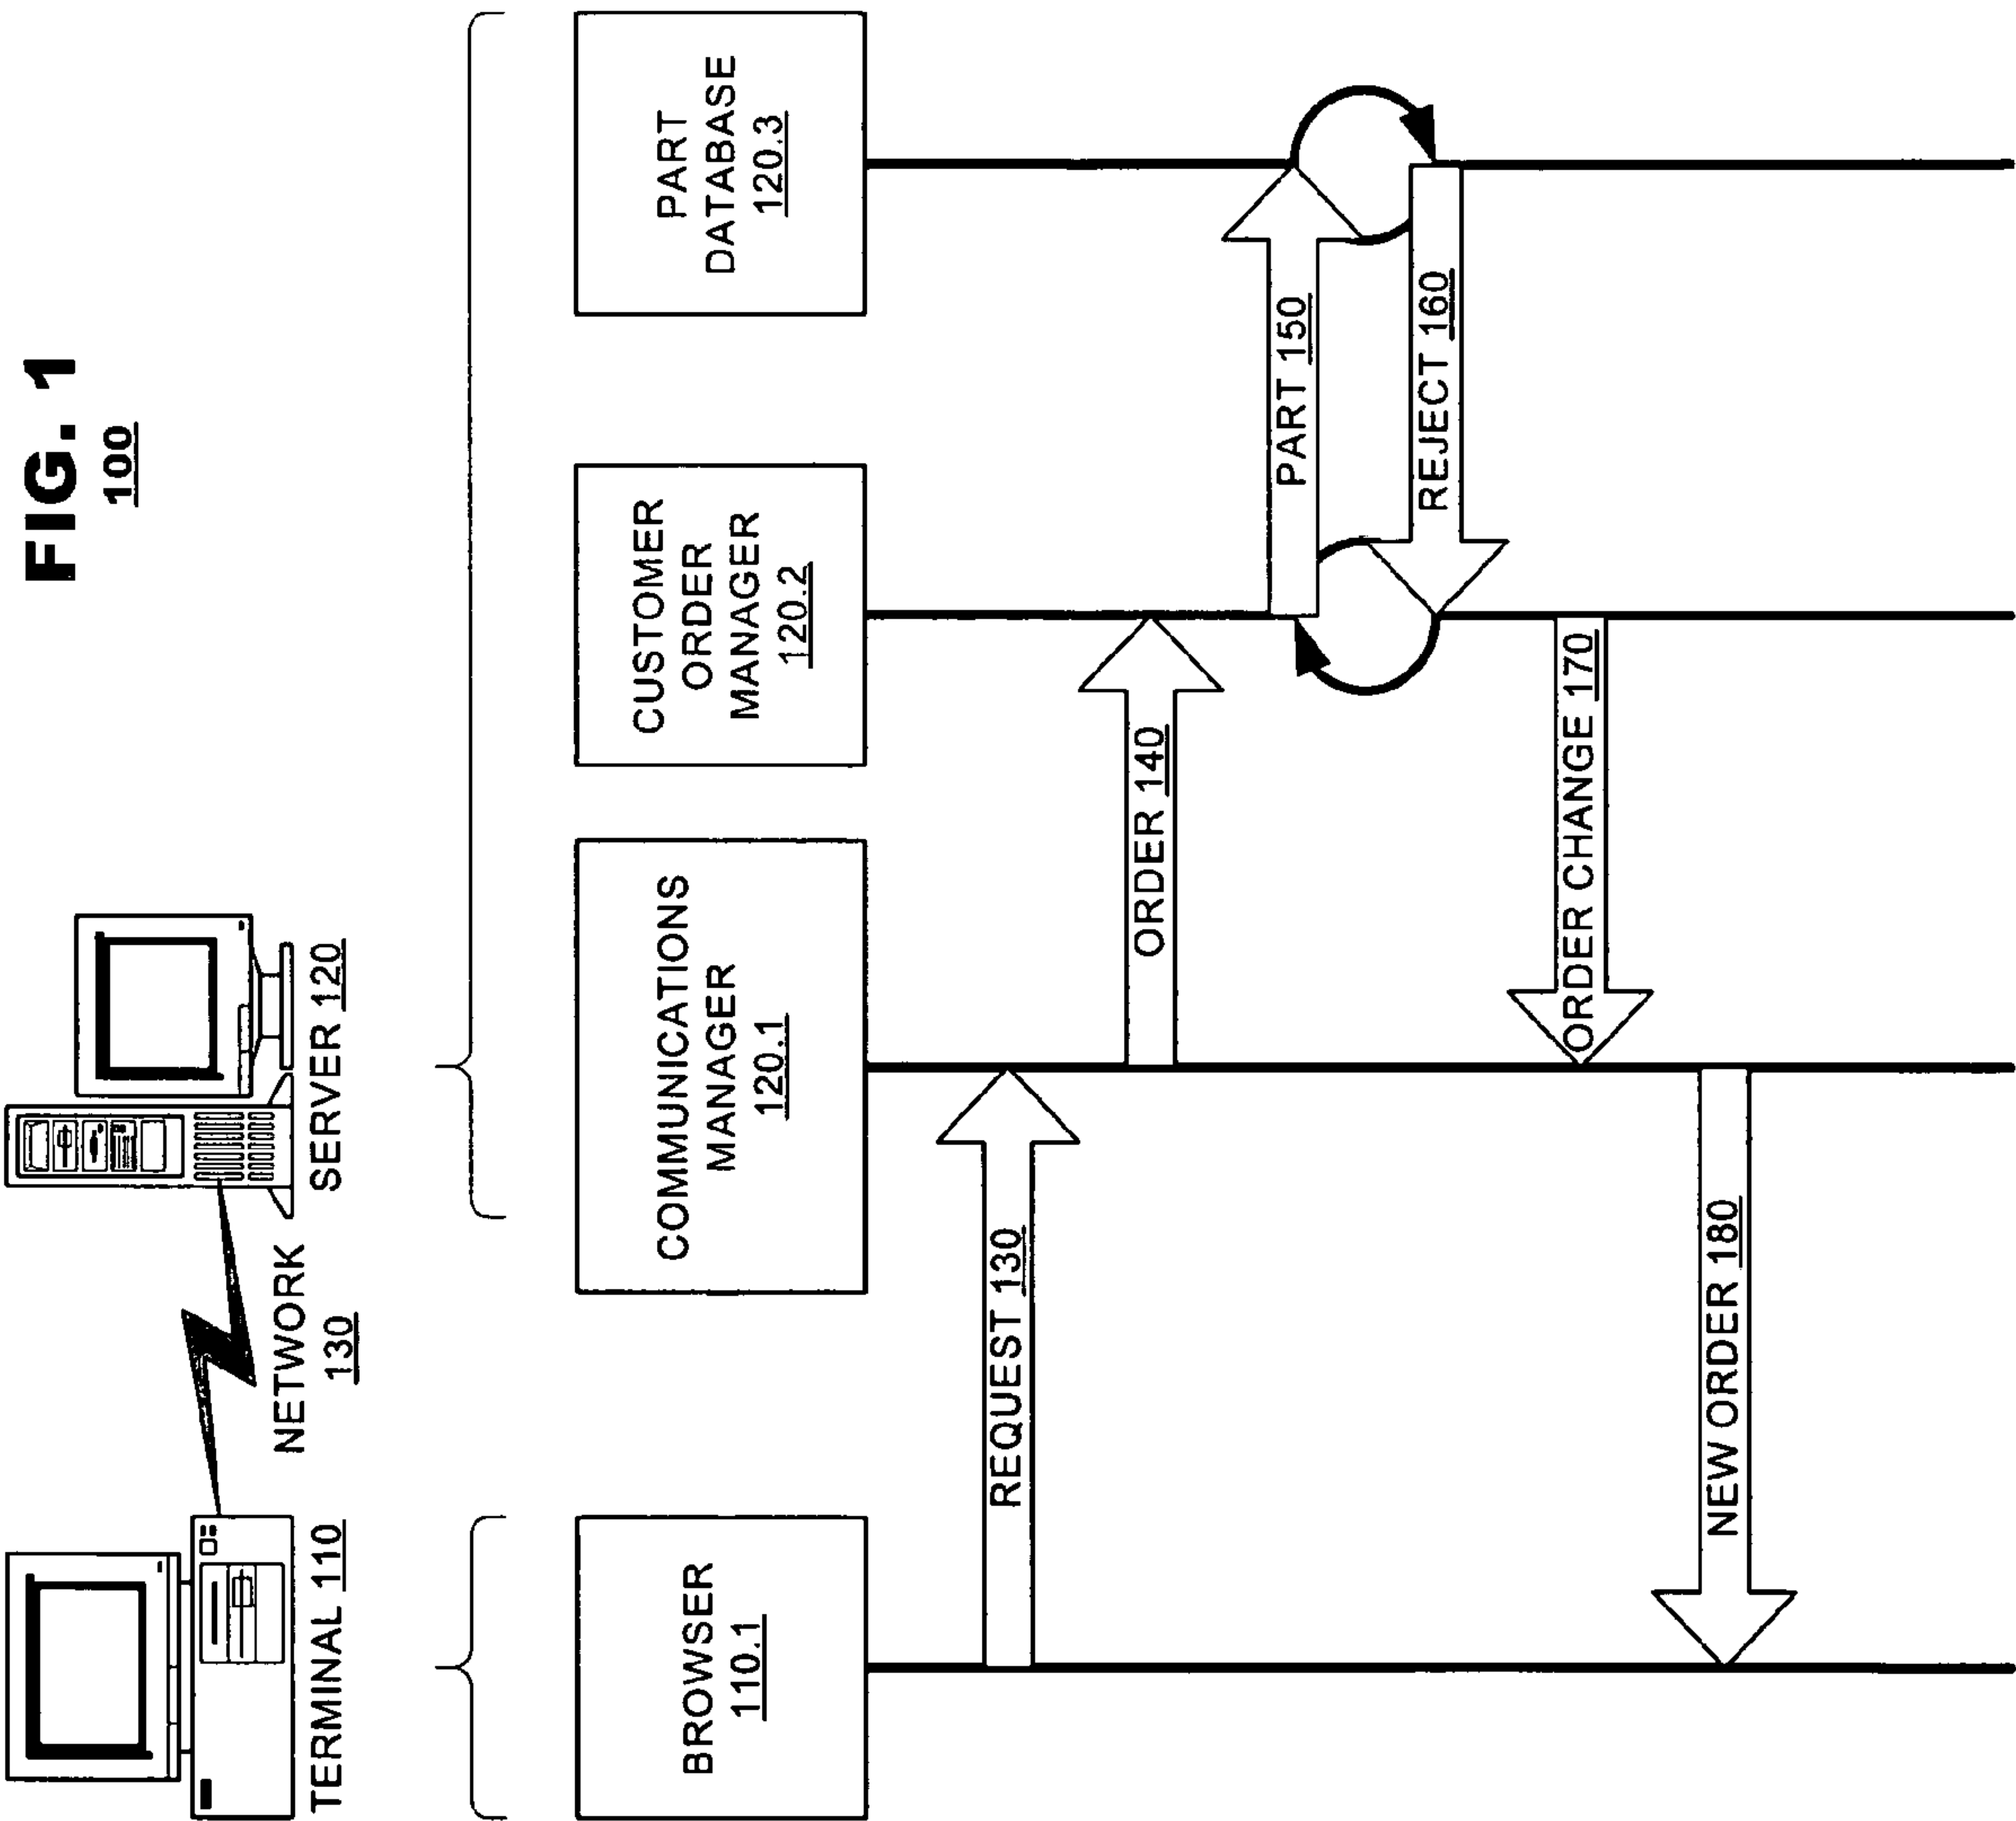 FIG. 1
100
TERMINAL 110
NETWORK
130
SERVER 120
BROWSER
110.1
COMMUNICATIONS
MANAGER
120.1
CUSTOMER
ORDER
MANAGER
120.2
PART
DATABASE
120.3
REQUEST 130
ORDER 140
PART 150
REJECT 160
ORDER CHANGE 170
NEW ORDER 180